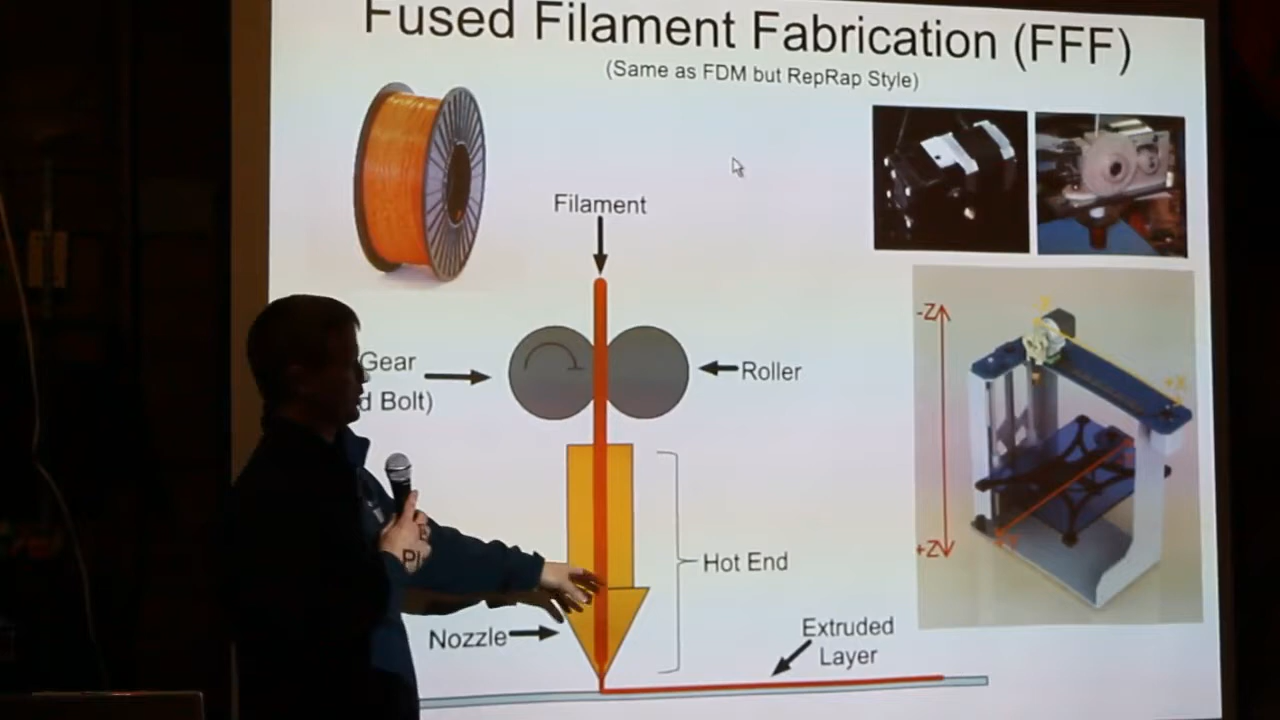 Fused Filament Fabrication (FFF)
(Same as FDM but RepRap Style)
Filament
-Z
+X
Gear
d Bolt)
Roller
Hot End
+Z
Nozzle
Extruded
Layer
Pl